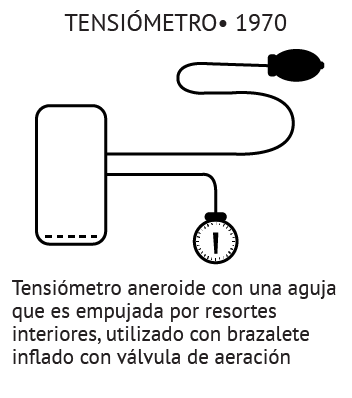 TENSIÓMETRO• 1970
Tensiómetro aneroide con una aguja
que es empujada por resortes
interiores, utilizado con brazalete
inflado con válvula de aeración